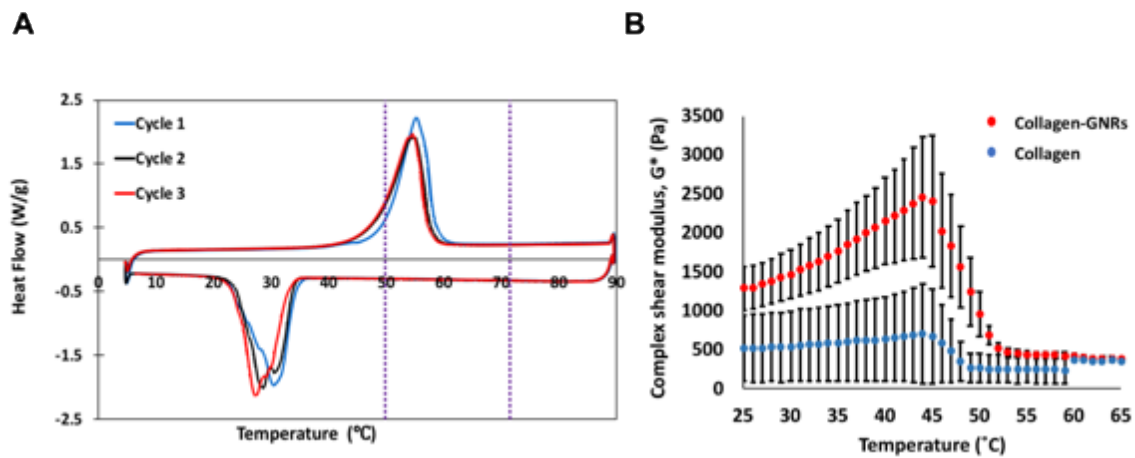 A
B
2.5
1.5
0.5
-0.5
-1.5
-2.5
Heat Flow (W/g)
Cycle 1
Cycle 2
Cycle 3
0 10 20 30 40 50 60 70 80 90
Temperature (°C)
3500
3000
2500
2000
1500
1000
500
0
Complex shear modulus, G* (Pa)
Collagen-GNRs
Collagen
25 30 35 40 45 50 55 60 65
Temperature (˚C)